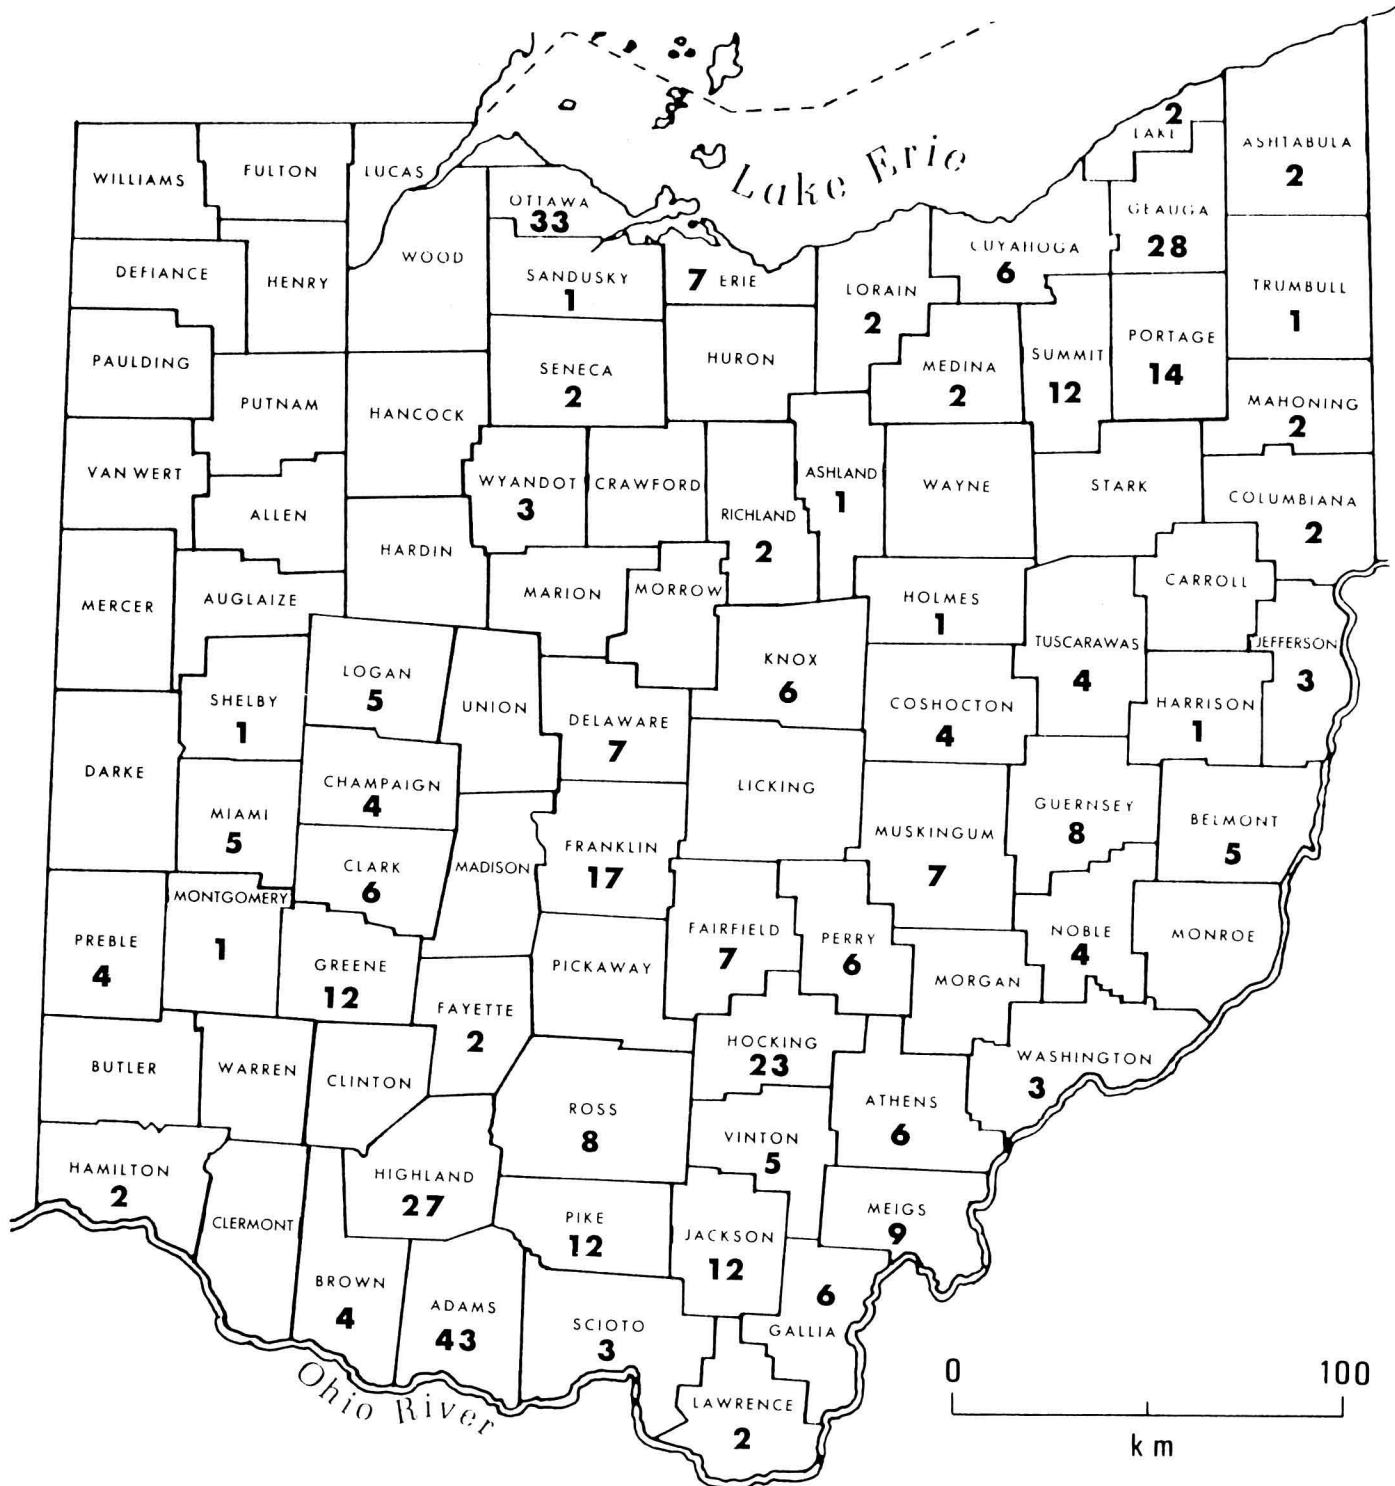 2
LAKE
ASHTABULA
2
WILLIAMS
FULTON
LUCAS
Lake Erie
OTTAWA
33
GEAUGA
28
WOOD
CUYAHOGA
6
DEFIANCE
HENRY
SANDUSKY
1
7 ERIE
LORAIN
2
TRUMBULL
1
PAULDING
PUTNAM
HANCOCK
SENECA
2
HURON
MEDINA
2
SUMMIT
12
PORTAGE
14
MAHONING
2
VAN WERT
ALLEN
WYANDOT
3
CRAWFORD
RICHLAND
2
ASHLAND
1
WAYNE
STARK
COLUMBIANA
2
MERCER
AUGLAIZE
HARDIN
MARION
MORROW
HOLMES
1
CARROLL
TUSCARAWAS
4
JEFFERSON
3
SHELBY
1
LOGAN
5
UNION
DELAWARE
7
KNOX
6
COSHOCTON
4
HARRISON
1
DARKE
MIAMI
5
CHAMPAIGN
4
LICKING
GUERNSEY
8
BELMONT
5
CLARK
6
MADISON
FRANKLIN
17
MUSKINGUM
7
PREBLE
4
MONTGOMERY
1
GREENE
12
PICKAWAY
FAIRFIELD
7
PERRY
6
MORGAN
NOBLE
4
MONROE
FAYETTE
2
HOCKING
23
WASHINGTON
3
BUTLER
WARREN
CLINTON
ROSS
8
VINTON
5
ATHENS
6
HAMILTON
2
CLERMONT
HIGHLAND
27
PIKE
12
JACKSON
12
MEIGS
9
BROWN
4
ADAMS
43
SCIOTO
3
6
GALLIA
LAWRENCE
2
Ohio River
0 100
km